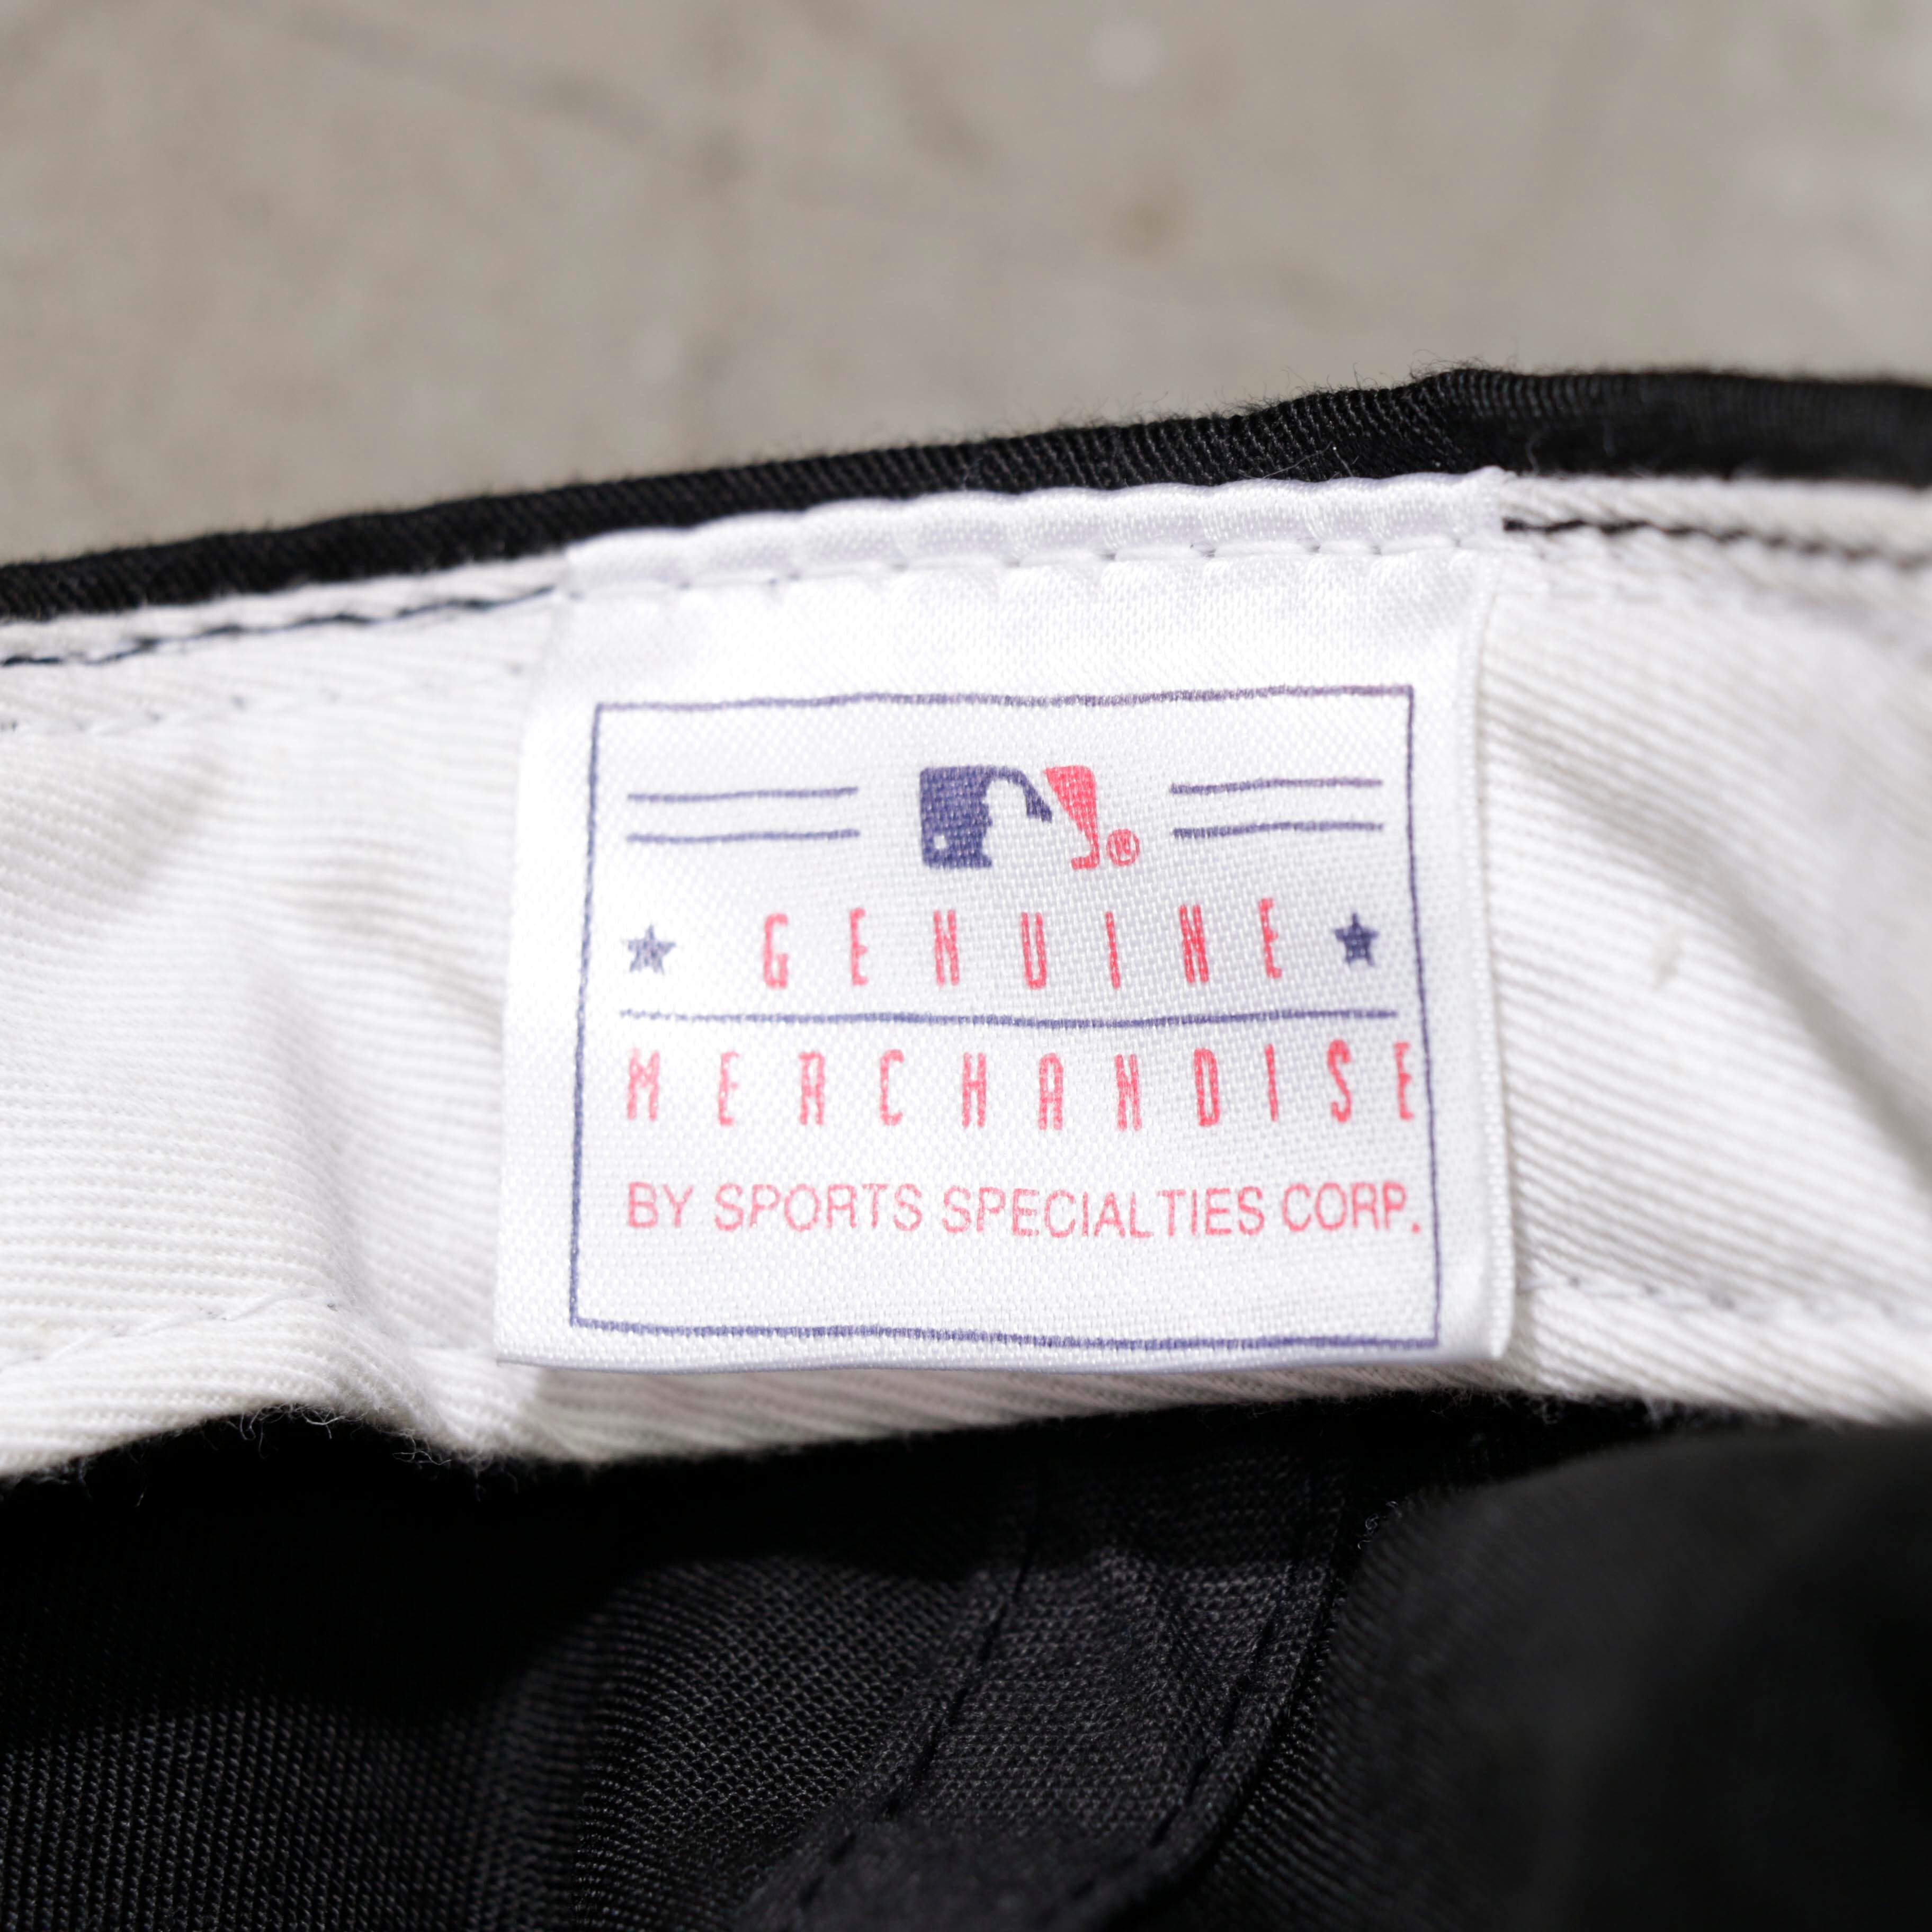 ®
GENUINE
MERCHANDISE
BY SPORTS SPECIALTIES CORP.